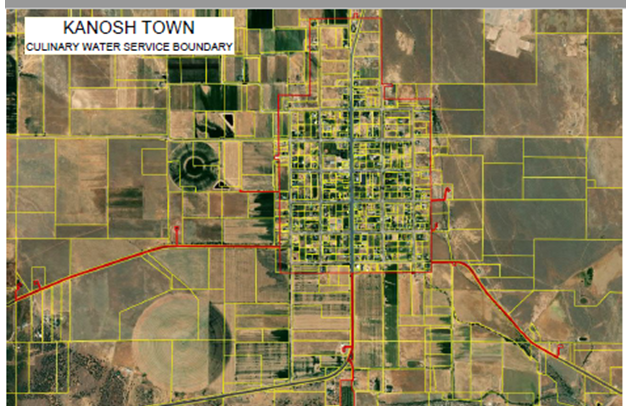 KANOSH TOWN
CULINARY WATER SERVICE BOUNDARY